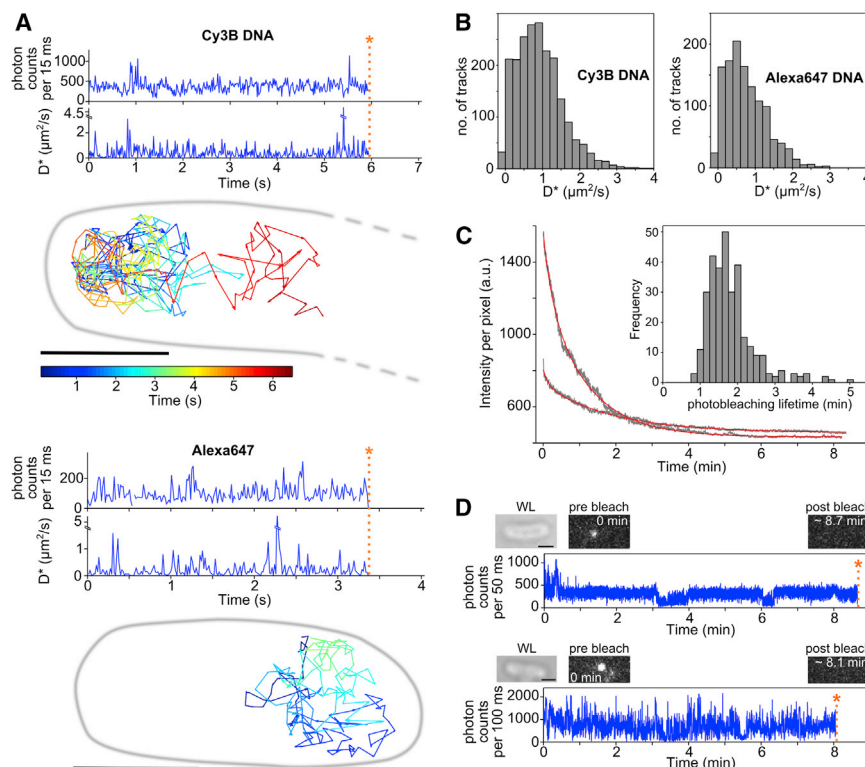 A
Cy3B DNA
photon counts per 15 ms
1000
500
0
4.5
2
0
D* (µm²/s)
0 1 2 3 4 5 6 7
Time (s)
*
1 2 3 4 5 6
Time (s)
Alexa647
photon counts per 15 ms
200
0
5
2
0
D* (µm²/s)
0 1 2 3 4
Time (s)
*
B
no. of tracks
200
100
0
Cy3B DNA
0 1 2 3 4
D* (µm²/s)
no. of tracks
200
100
0
Alexa647 DNA
0 1 2 3 4
D* (µm²/s)
C
Intensity per pixel (a.u.)
1400
1000
800
600
0 2 4 6 8
Time (min)
Frequency
50
40
30
20
10
0
1 2 3 4 5
photobleaching lifetime (min)
D
WL
pre bleach
0 min
post bleach
~ 8.7 min
photon counts per 50 ms
1000
500
0
*
0 2 4 6 8
Time (min)
WL
pre bleach
0 min
post bleach
~ 8.1 min
photon counts per 100 ms
2000
1000
0
*
0 2 4 6 8
Time (min)